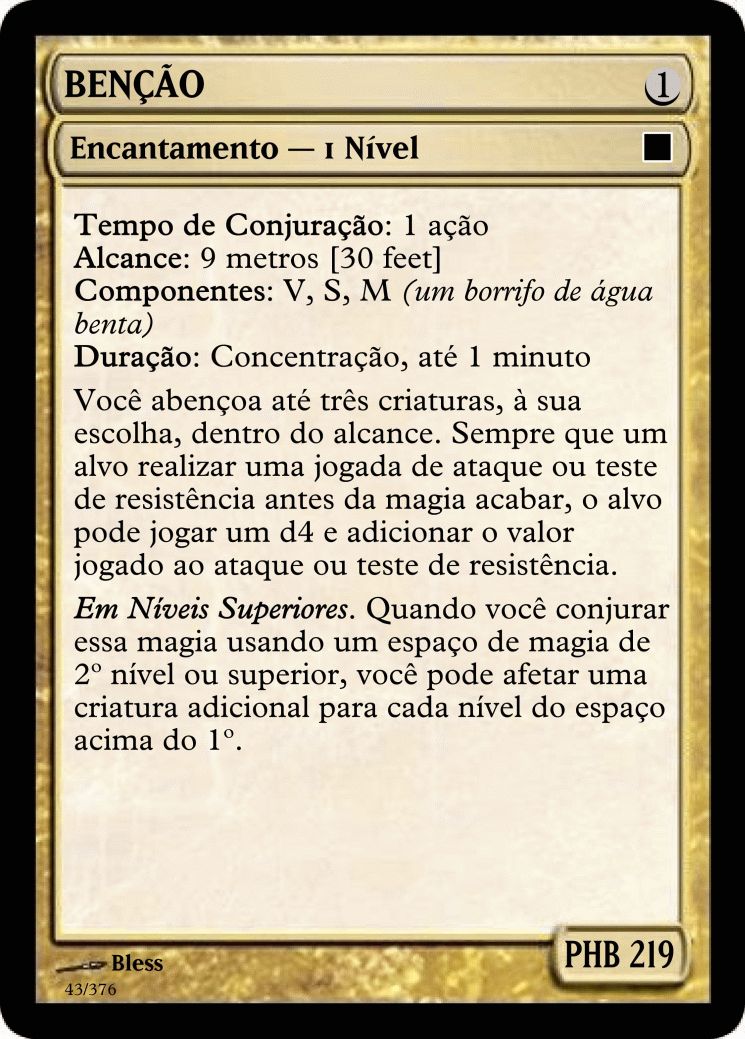 BENÇÃO 1
Encantamento — 1 Nível
Tempo de Conjuração: 1 ação
Alcance: 9 metros [30 feet]
Componentes: V, S, M (um borrifo de água
benta)
Duração: Concentração, até 1 minuto
Você abençoa até três criaturas, à sua
escolha, dentro do alcance. Sempre que um
alvo realizar uma jogada de ataque ou teste
de resistência antes da magia acabar, o alvo
pode jogar um d4 e adicionar o valor
jogado ao ataque ou teste de resistência.
Em Níveis Superiores. Quando você conjurar
essa magia usando um espaço de magia de
2º nível ou superior, você pode afetar uma
criatura adicional para cada nível do espaço
acima do 1º.
PHB 219
Bless
43/376